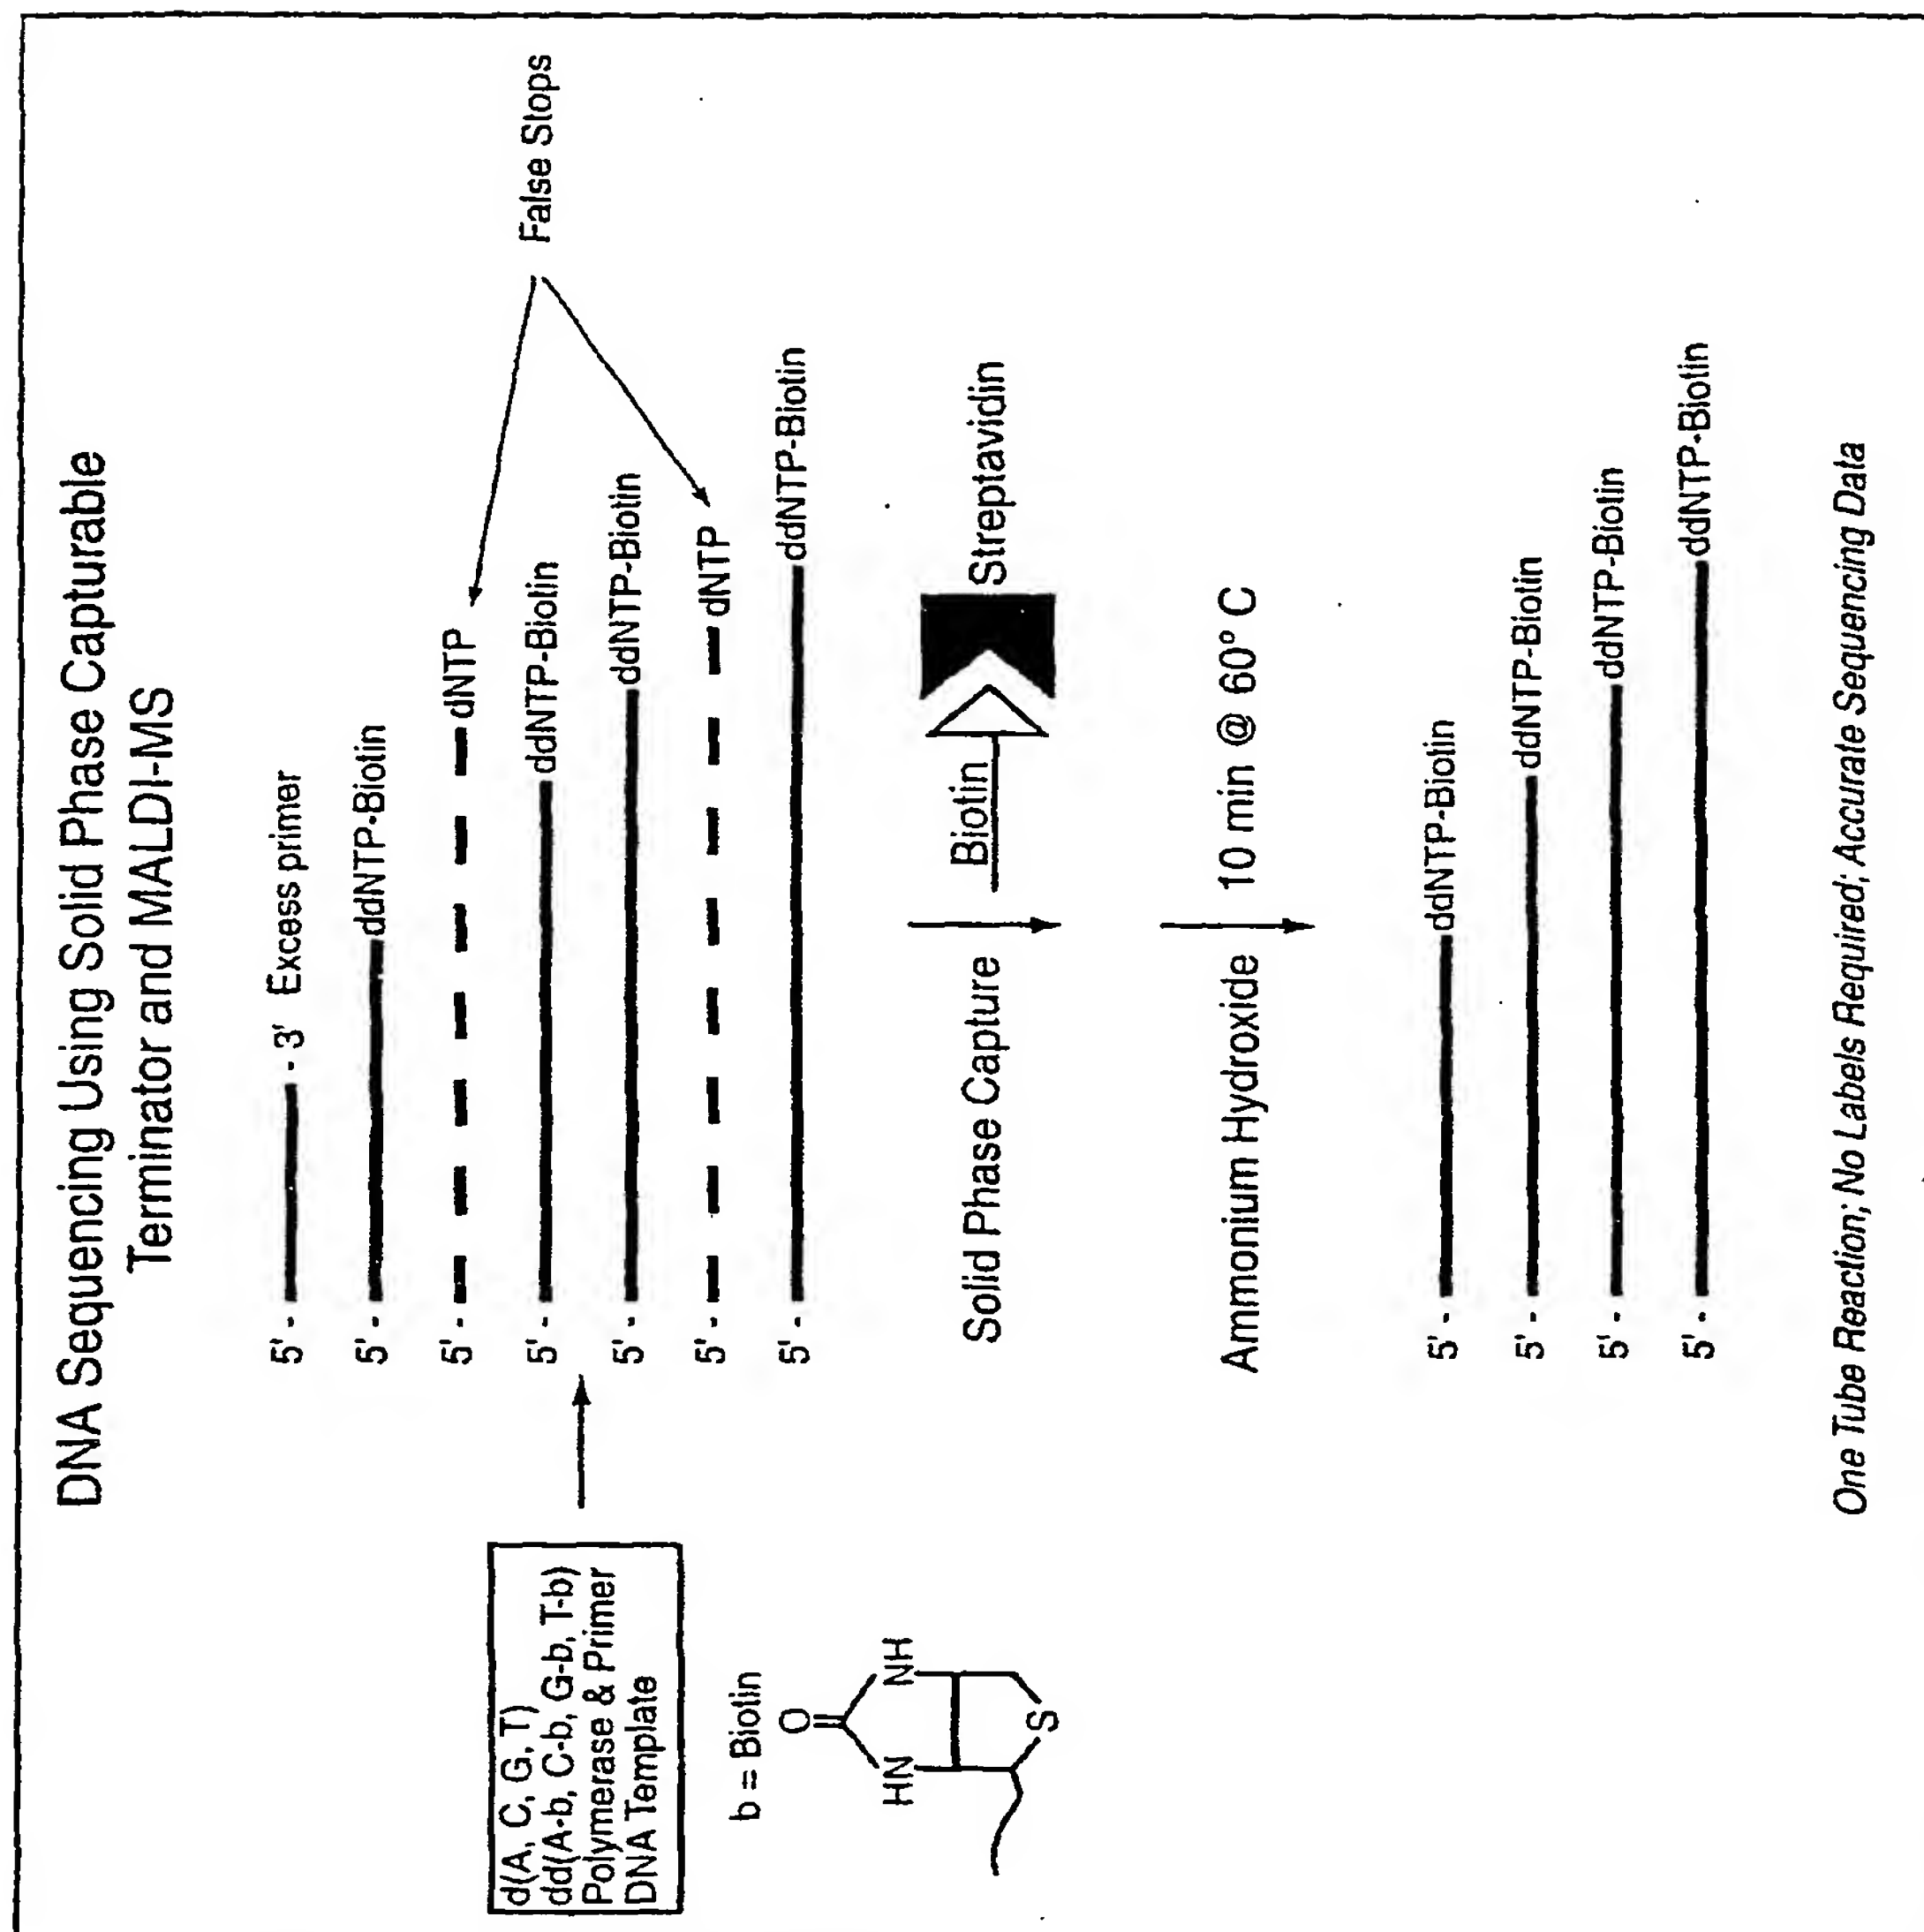 DNA Sequencing Using Solid Phase Capturable
Terminator and MALDI-MS
5'- - 3' Excess primer
5'- ddNTP-Biotin
5'- dNTP
False Stops
d(A, C, G, T)
dd(A-b, C-b, G-b, T-b)
Polymerase & Primer
DNA Template
5'- ddNTP-Biotin
5'- ddNTP-Biotin
5'- dNTP
5'- ddNTP-Biotin
b = Biotin
O
HN NH
S
Solid Phase Capture Biotin Streptavidin
Ammonium Hydroxide 10 min @ 60° C
5'- ddNTP-Biotin
5'- ddNTP-Biotin
5'- ddNTP-Biotin
5'- ddNTP-Biotin
One Tube Reaction; No Labels Required; Accurate Sequencing Data